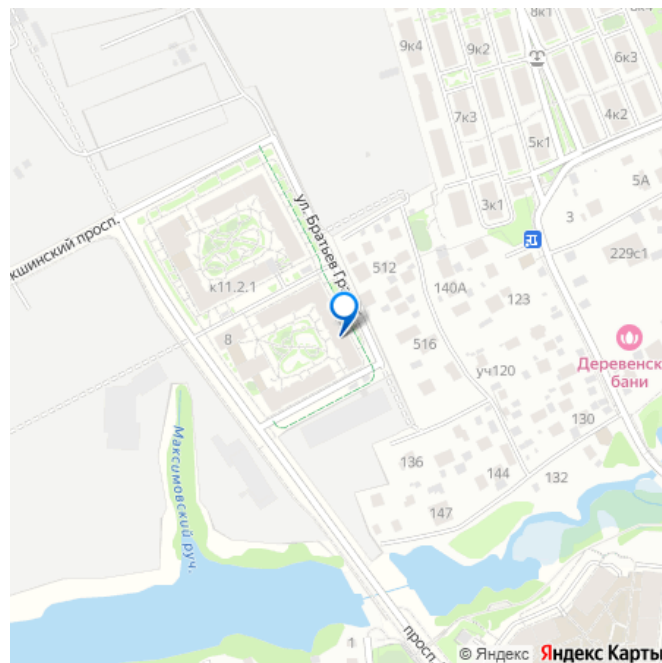 8к1
9к4
9к2
6к3
7к3
4к2
5к1
5А
3к1
3
229с1
кшинский просп.
ул. Братьев Гр
512
к11.2.1
140А
123
8
516
уч120
Деревенск
бани
130
Максимовский руч.
136
144
132
147
1
просп.
© Яндекс Яндекс Карты